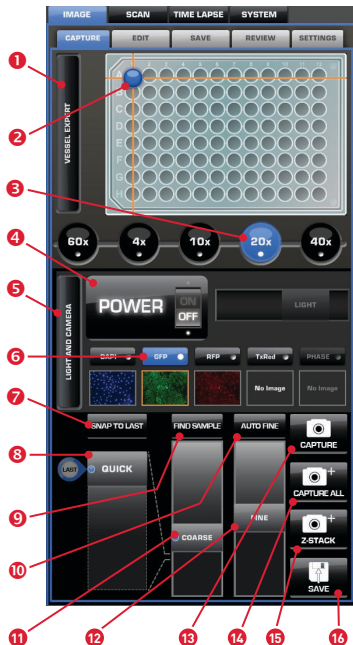 IMAGE SCAN TIME LAPSE SYSTEM
CAPTURE EDIT SAVE REVIEW SETTINGS
1
VESSEL EXPERT
2
A
B
C
D
E
F
G
H
3
60x 4x 10x 20x 40x
4
5
LIGHT AND CAMERA
POWER ON
OFF
LIGHT
6
DAPI GFP RFP TxRed PHASE
No Image No Image
7
SNAP TO LAST FIND SAMPLE AUTO FINE
CAPTURE
8
LAST QUICK
CAPTURE ALL
9
FINE
10
COARSE
Z-STACK
SAVE
11 12 13 14 15 16